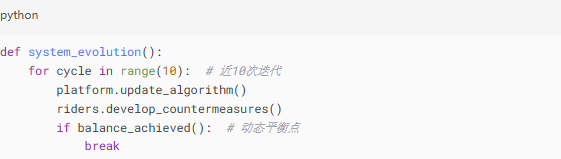 python
def system_evolution():
    for cycle in range(10):  # 近10次迭代
        platform.update_algorithm()
        riders.develop_countermeasures()
        if balance_achieved():  # 动态平衡点
            break